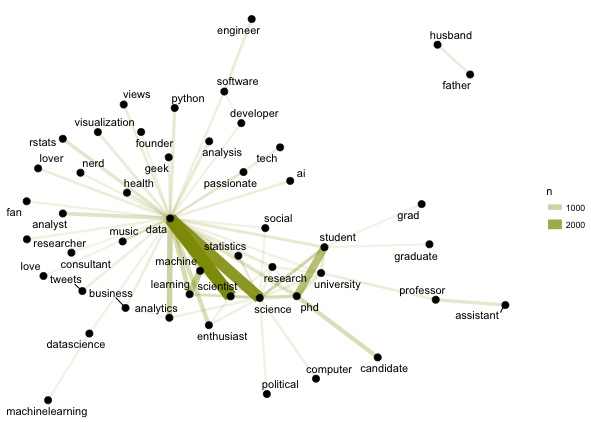 husband
engineer
software
father
views
python
developer
visualization
founder
rstats
analysis
tech
lover
nerd
geek
passionate
ai
health
fan
social
grad
analyst
music
data
statistics
student
researcher
machine
graduate
consultant
love
tweets
learning
scientist
research
university
business
professor
analytics
science
phd
assistant
enthusiast
datascience
computer
candidate
political
machinelearning
n
1000
2000